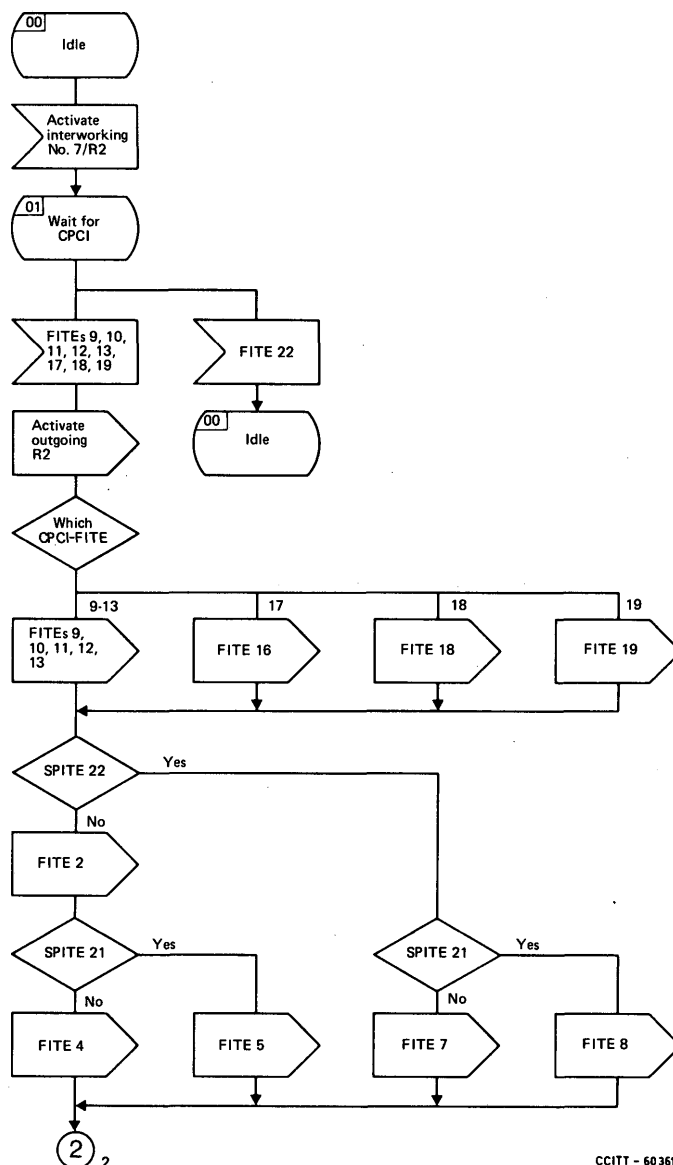 00
Idle
Activate
interworking
No. 7/R2
01
Wait for
CPCI
FITEs 9, 10,
11, 12, 13,
17, 18, 19
FITE 22
Activate
outgoing
R2
00
Idle
Which
CPCI-FITE
9-13
17
18
19
FITEs 9,
10, 11, 12,
13
FITE 16
FITE 18
FITE 19
SPITE 22
Yes
No
FITE 2
SPITE 21
Yes
SPITE 21
Yes
No
No
FITE 4
FITE 5
FITE 7
FITE 8
2
2
CCITT - 60361